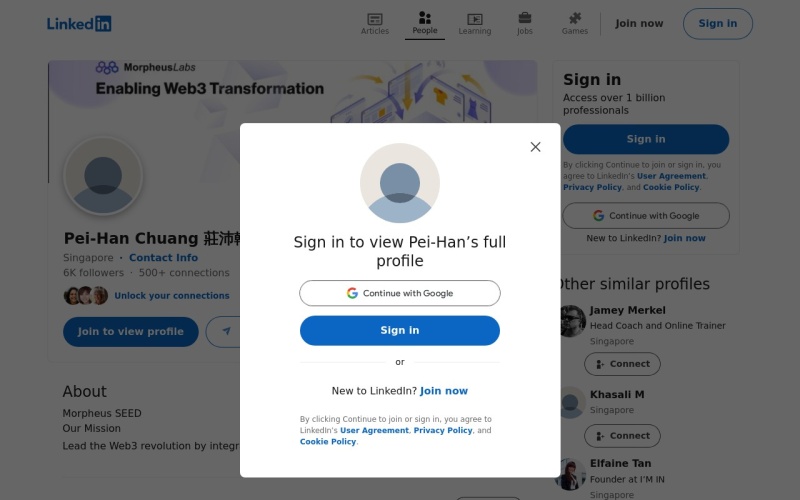 LinkedIn
Articles
People
Learning
Jobs
Games
Join now
Sign in
MorpheusLabs
Enabling Web3 Transformation
Pei-Han Chuang 莊沛
Singapore · Contact Info
6K followers · 500+ connections
Unlock your connections
Join to view profile
About
Morpheus SEED
Our Mission
Lead the Web3 revolution by integr
Sign in to view Pei-Han’s full
profile
Continue with Google
Sign in
or
New to LinkedIn? Join now
By clicking Continue to join or sign in, you agree to
LinkedIn’s User Agreement, Privacy Policy, and
Cookie Policy.
Sign in
Access over 1 billion
professionals
Sign in
By clicking Continue to join or sign in, you
agree to LinkedIn’s User Agreement,
Privacy Policy, and Cookie Policy.
Continue with Google
New to LinkedIn? Join now
Other similar profiles
Jamey Merkel
Head Coach and Online Trainer
Singapore
Connect
Khasali M
Singapore
Connect
Elfaine Tan
Founder at I’M IN
Singapore